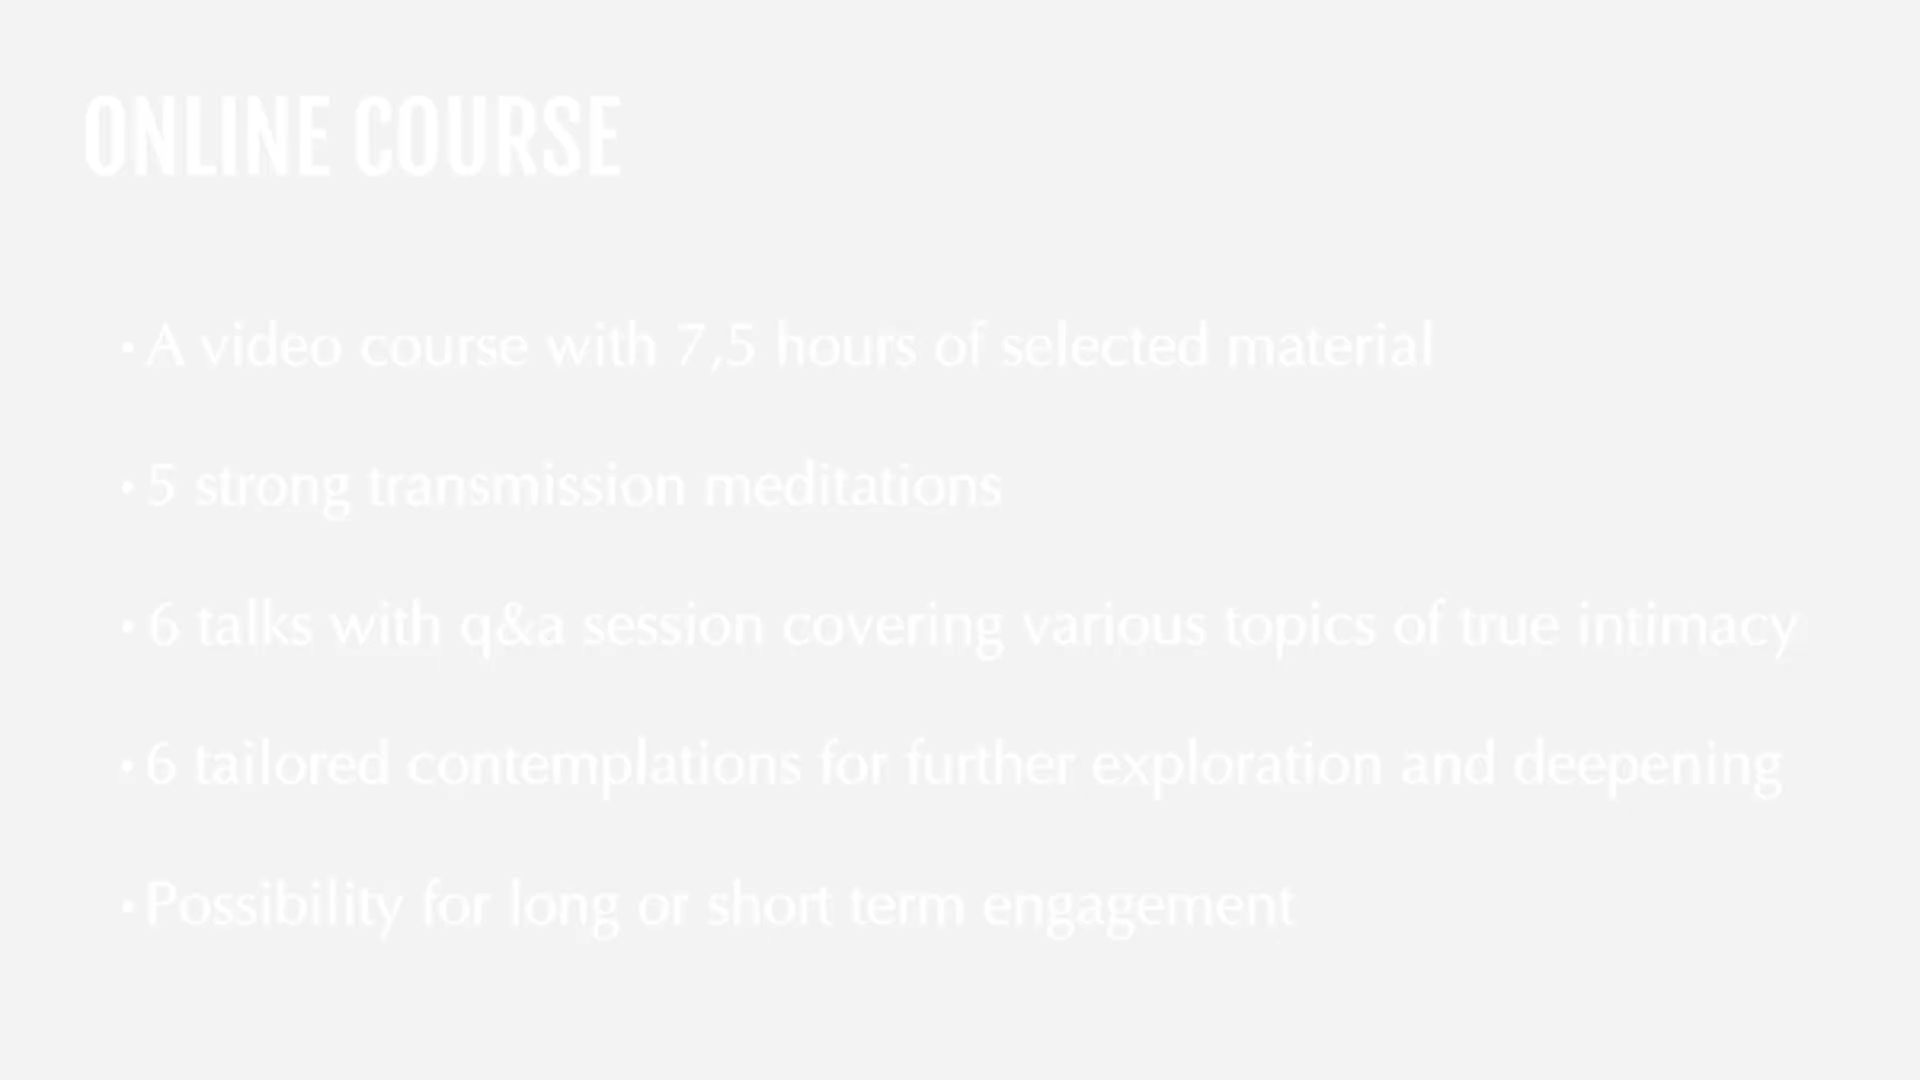 ONLINE COURSE
• A video course with 7,5 hours of selected material
• 5 strong transmission meditations
• 6 talks with q&a session covering various topics of true intimacy
• 6 tailored contemplations for further exploration and deepening
• Possibility for long or short term engagement